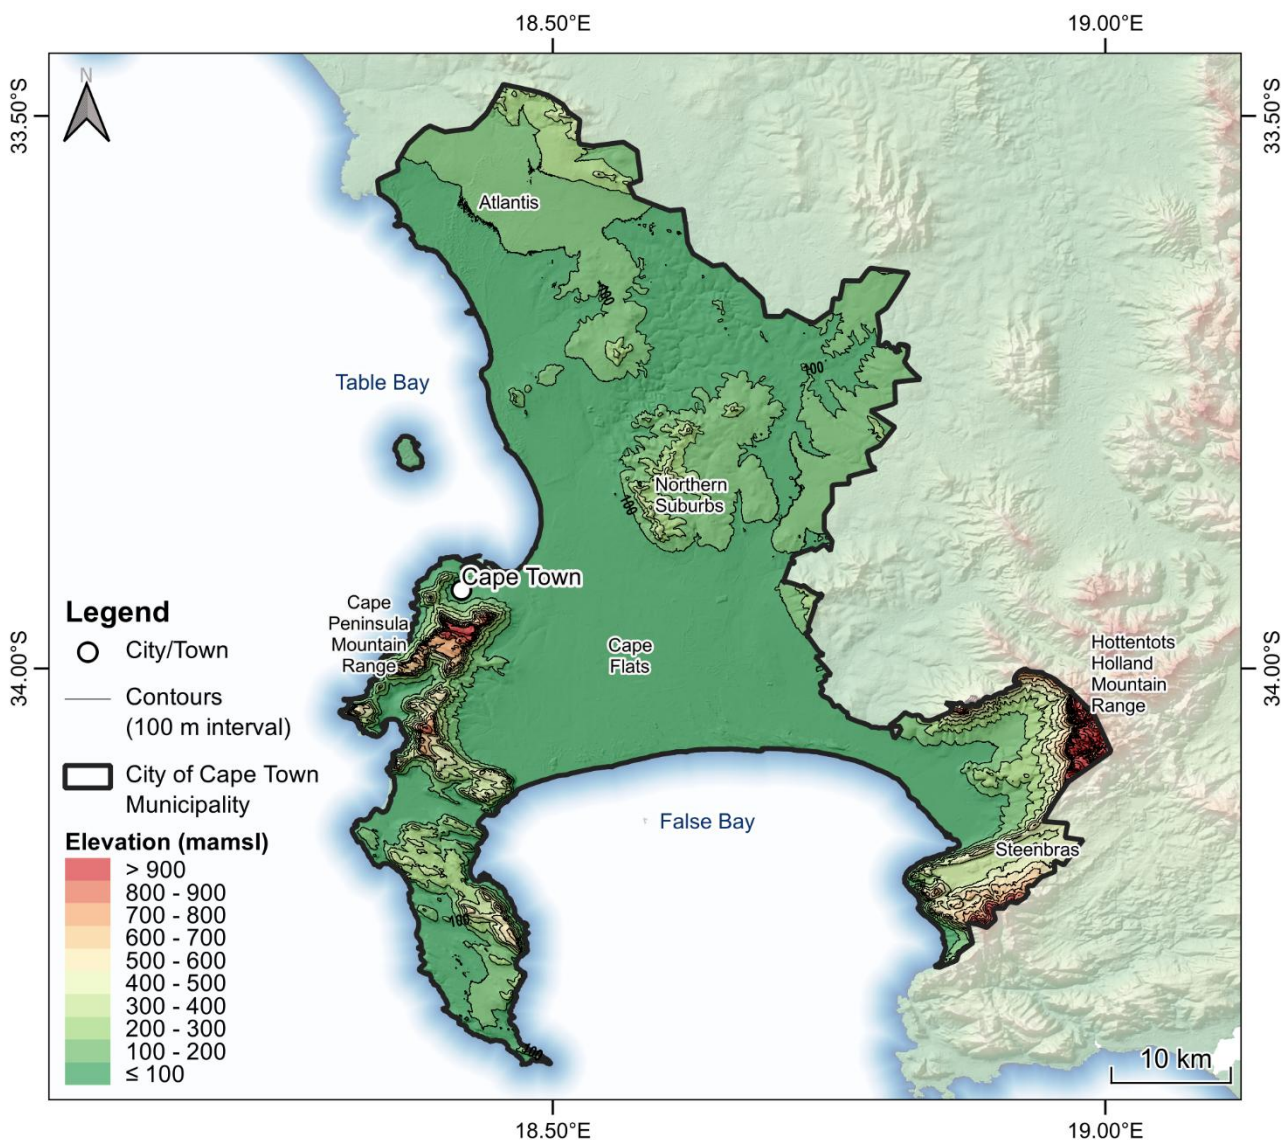 18.50°E
19.00°E
N
33.50°S
33.50°S
Atlantis
100
100
Table Bay
Northern
Suburbs
100
Cape Town
Cape
Peninsula
Mountain
Range
Cape
Flats
Hottentots
Holland
Mountain
Range
34.00°S
34.00°S
False Bay
Steenbras
100
100
Legend
City/Town
Contours
(100 m interval)
City of Cape Town
Municipality
Elevation (mamsl)
> 900
800 - 900
700 - 800
600 - 700
500 - 600
400 - 500
300 - 400
200 - 300
100 - 200
≤ 100
10 km
18.50°E
19.00°E